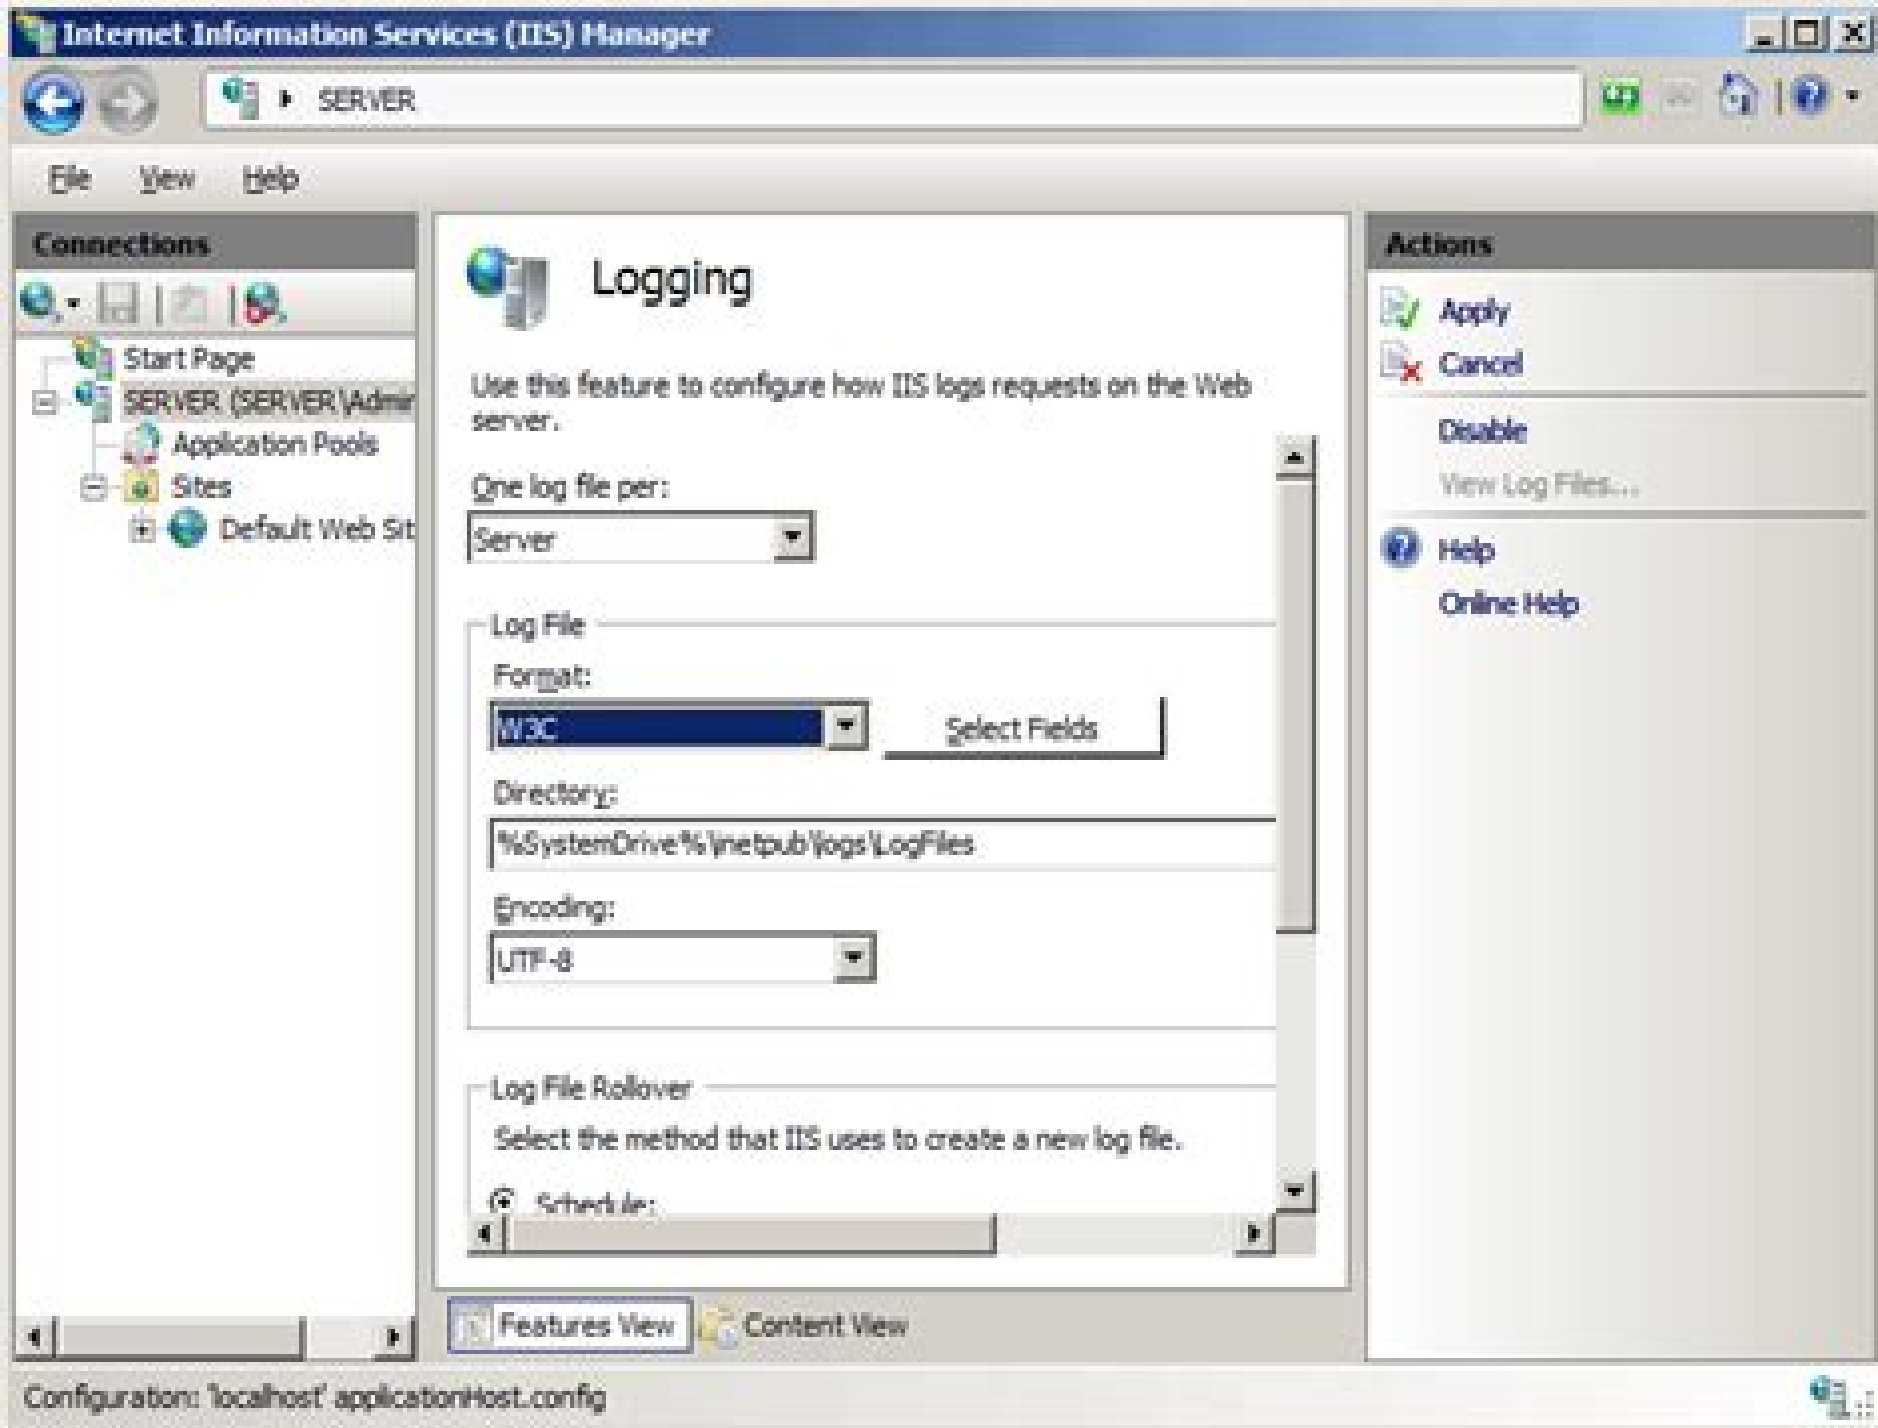 Internet Information Services (IIS) Manager
SERVER
File View Help
Connections
Start Page
SERVER (SERVER\Admin
Application Pools
Sites
Default Web Sit
Logging
Use this feature to configure how IIS logs requests on the Web
server.
One log file per:
Server
Log File
Format:
W3C
Select Fields
Directory:
%SystemDrive%\inetpub\logs\LogFiles
Encoding:
UTF-8
Log File Rollover
Select the method that IIS uses to create a new log file.
Schedule:
Features View
Content View
Actions
Apply
Cancel
Disable
View Log Files...
Help
Online Help
Configuration: 'localhost' applicationHost.config